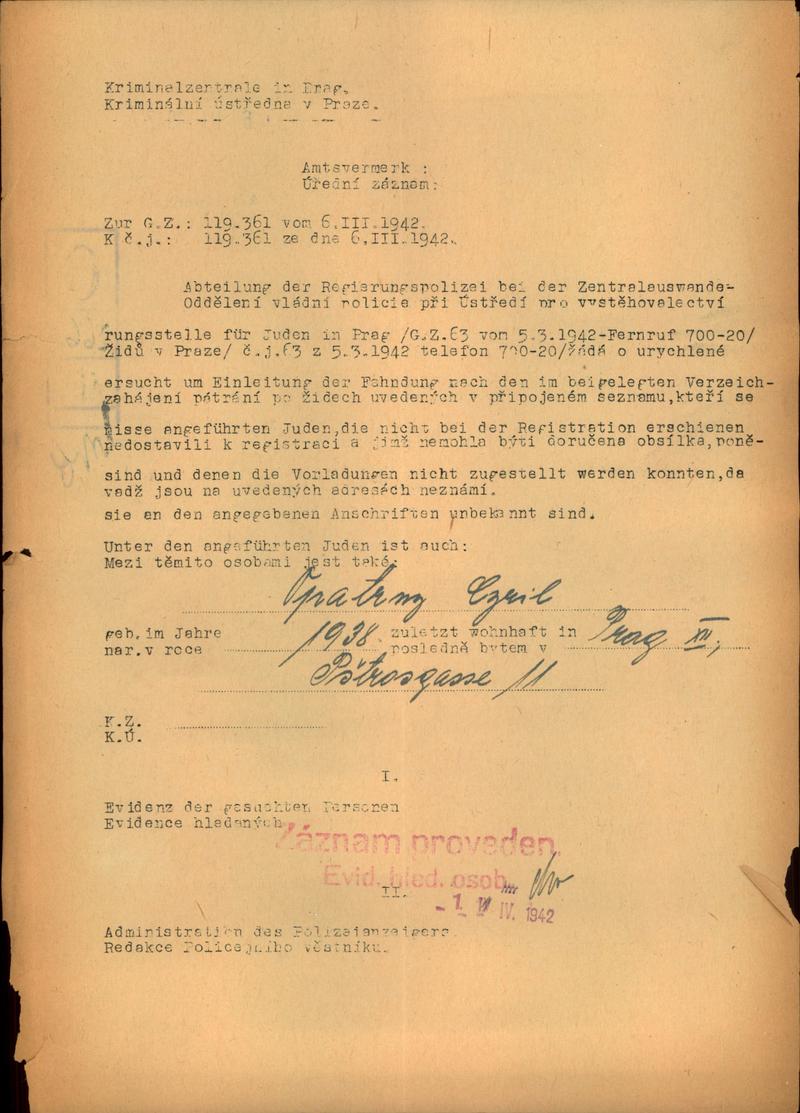 Kriminalzentrale in Prag.
Kriminální ústředna v Praze.
Amtsvermerk :
Úřední záznam:
Zur G.Z.: 119.361 vom 6.III.1942.
K č.j.: 119.361 ze dne 6.III.1942.
Abteilung der Regierungspolizei bei der Zentralauswande-
Oddělení vládní policie při Ústředí pro vystěhovalectví
rungsstelle für Juden in Prag /G.Z.63 vom 5.3.1942-Fernruf 700-20/
Židů v Praze/ č.j.63 z 5.3.1942 telefon 700-20/žádá o urychlené
ersucht um Einleitung der Fahndung nach den im beigelegten Verzeich-
zahájení pátrání po židech uvedených v připojeném seznamu,kteří se
nisse angeführten Juden,die nicht bei der Registration erschienen
nedostavili k registraci a jimž nemohla býti doručena obsílka,poně-
sind und denen die Vorladungen nicht zugestellt werden konnten,da
vadž jsou na uvedených adresách neznámí.
sie an den angegebenen Anschriften unbekannt sind.
Unter den angeführten Juden ist auch:
Mezi těmito osobami jest také:
Opatrny Cyril
geb.im Jahre 1938 zuletzt wohnhaft in Prag XII,
nar.v roce posledně bytem v
Pštrosgasse 11
K.Z.
K.Ú.
I.
Evidenz der gesuchten Personen
Evidence hledaných.
Záznam proveden.
Evid. hled. osob
II.
- 1. IV. 1942
Administration des Polizeianzeigers.
Redakce Policejního věstníku.